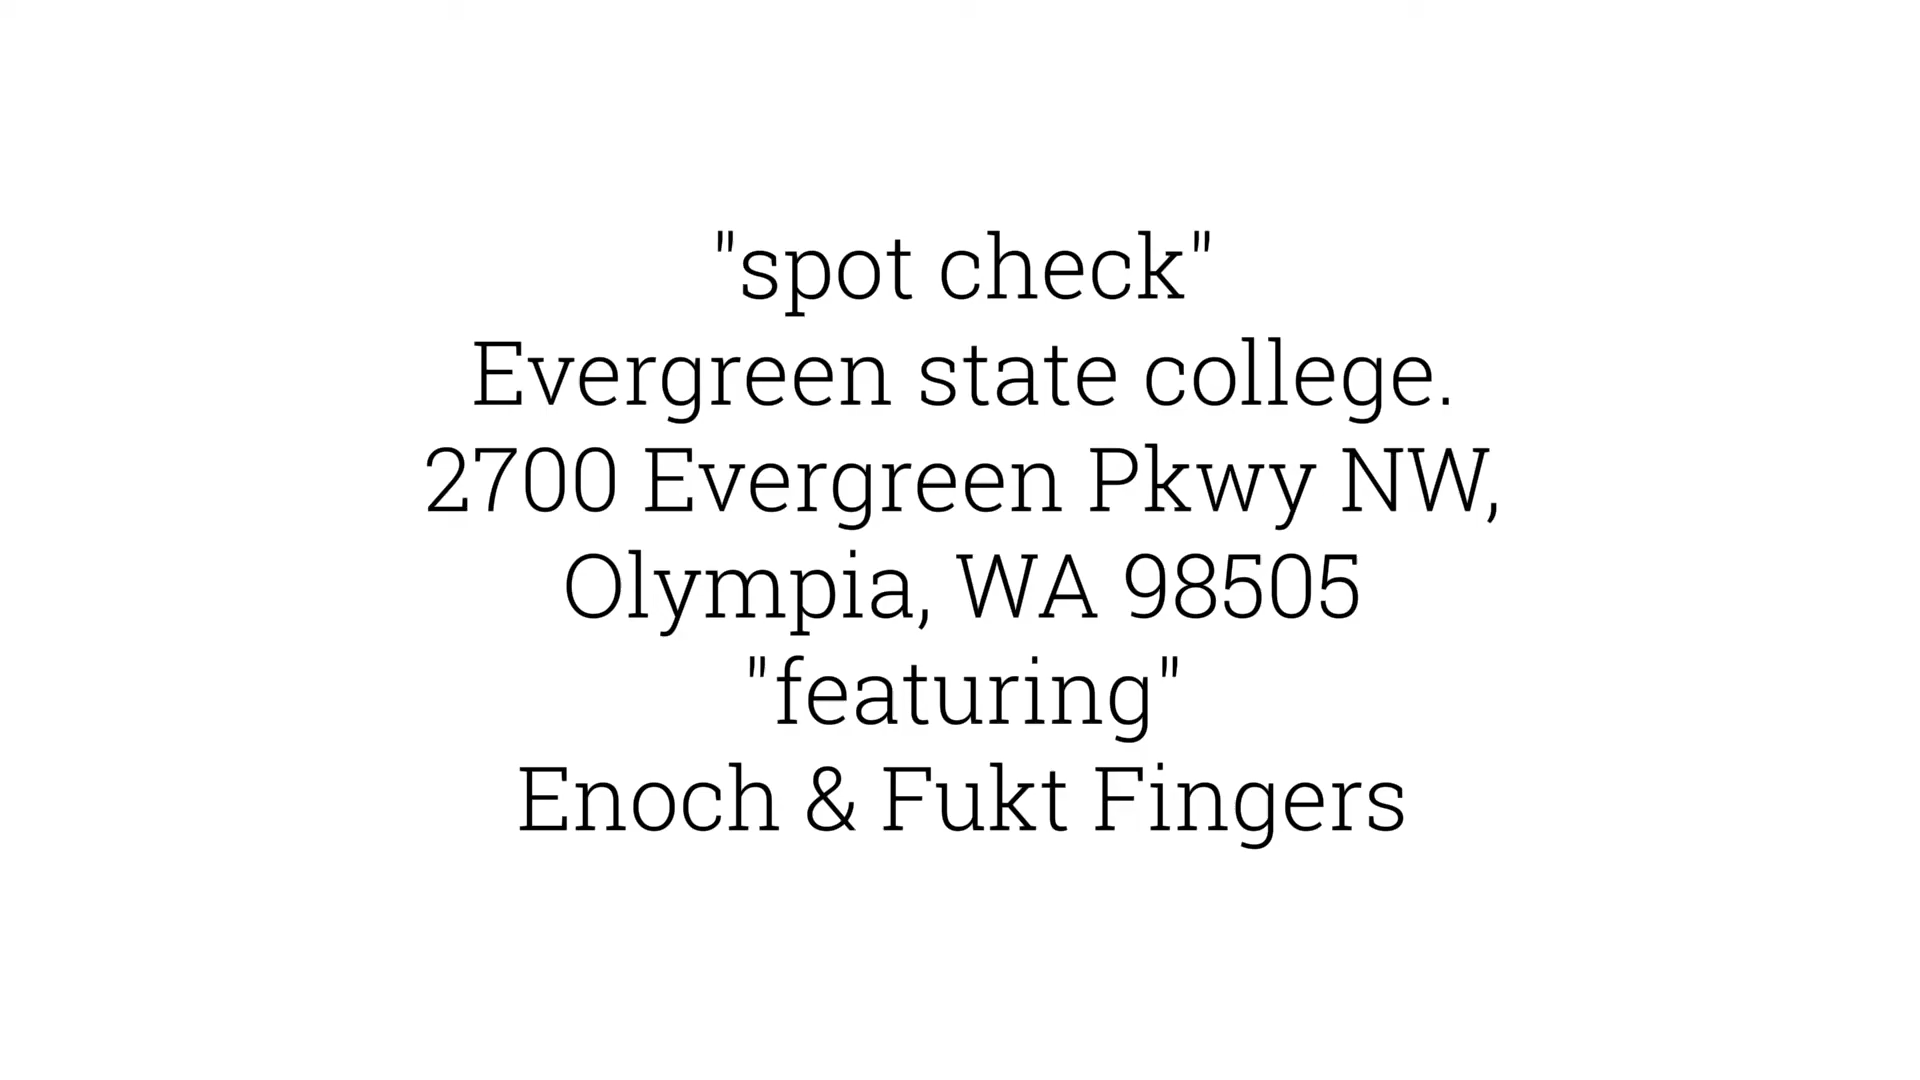 "spot check"
Evergreen state college.
2700 Evergreen Pkwy NW,
Olympia, WA 98505
"featuring"
Enoch & Fukt Fingers